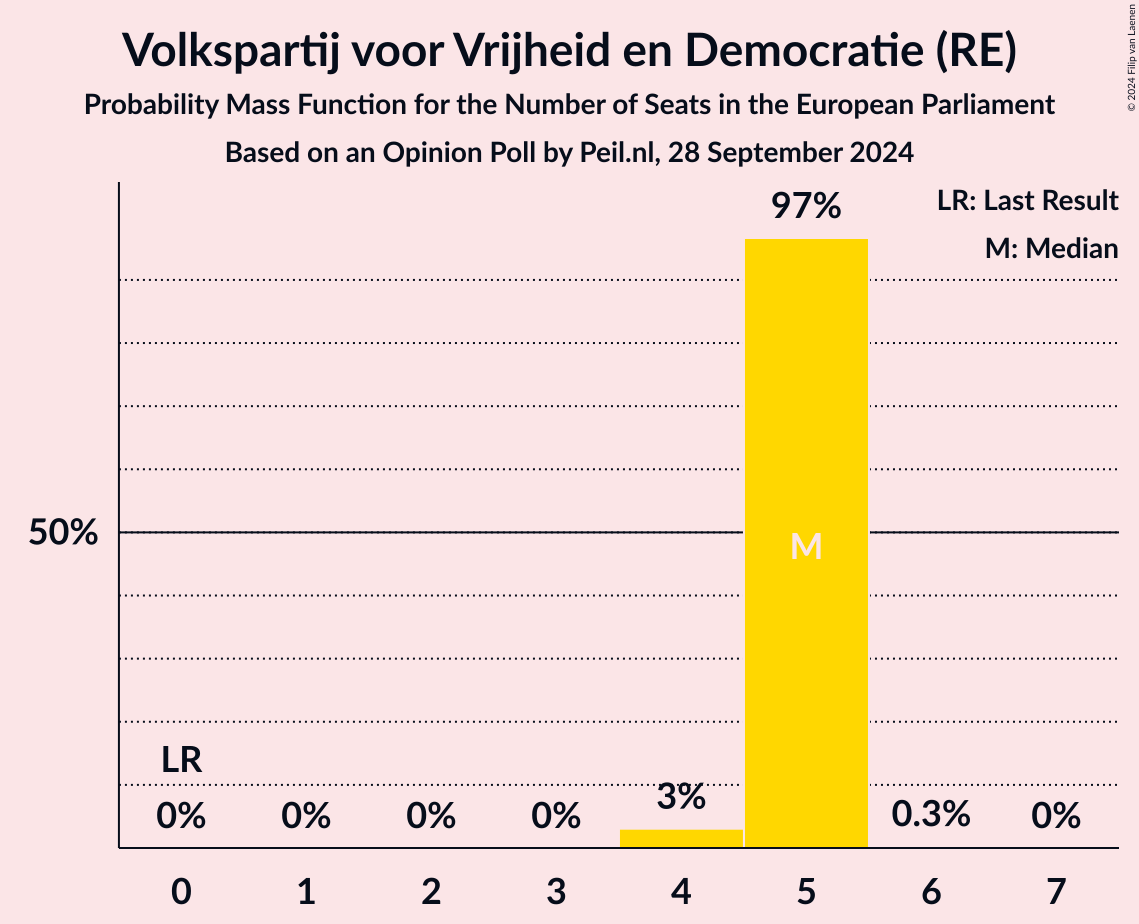 Volkspartij voor Vrijheid en Democratie (RE)
Probability Mass Function for the Number of Seats in the European Parliament
Based on an Opinion Poll by Peil.nl, 28 September 2024
© 2024 Filip van Laenen
LR: Last Result
M: Median
97%
50%
M
LR
0% 0% 0% 0% 3% 0.3% 0%
0 1 2 3 4 5 6 7